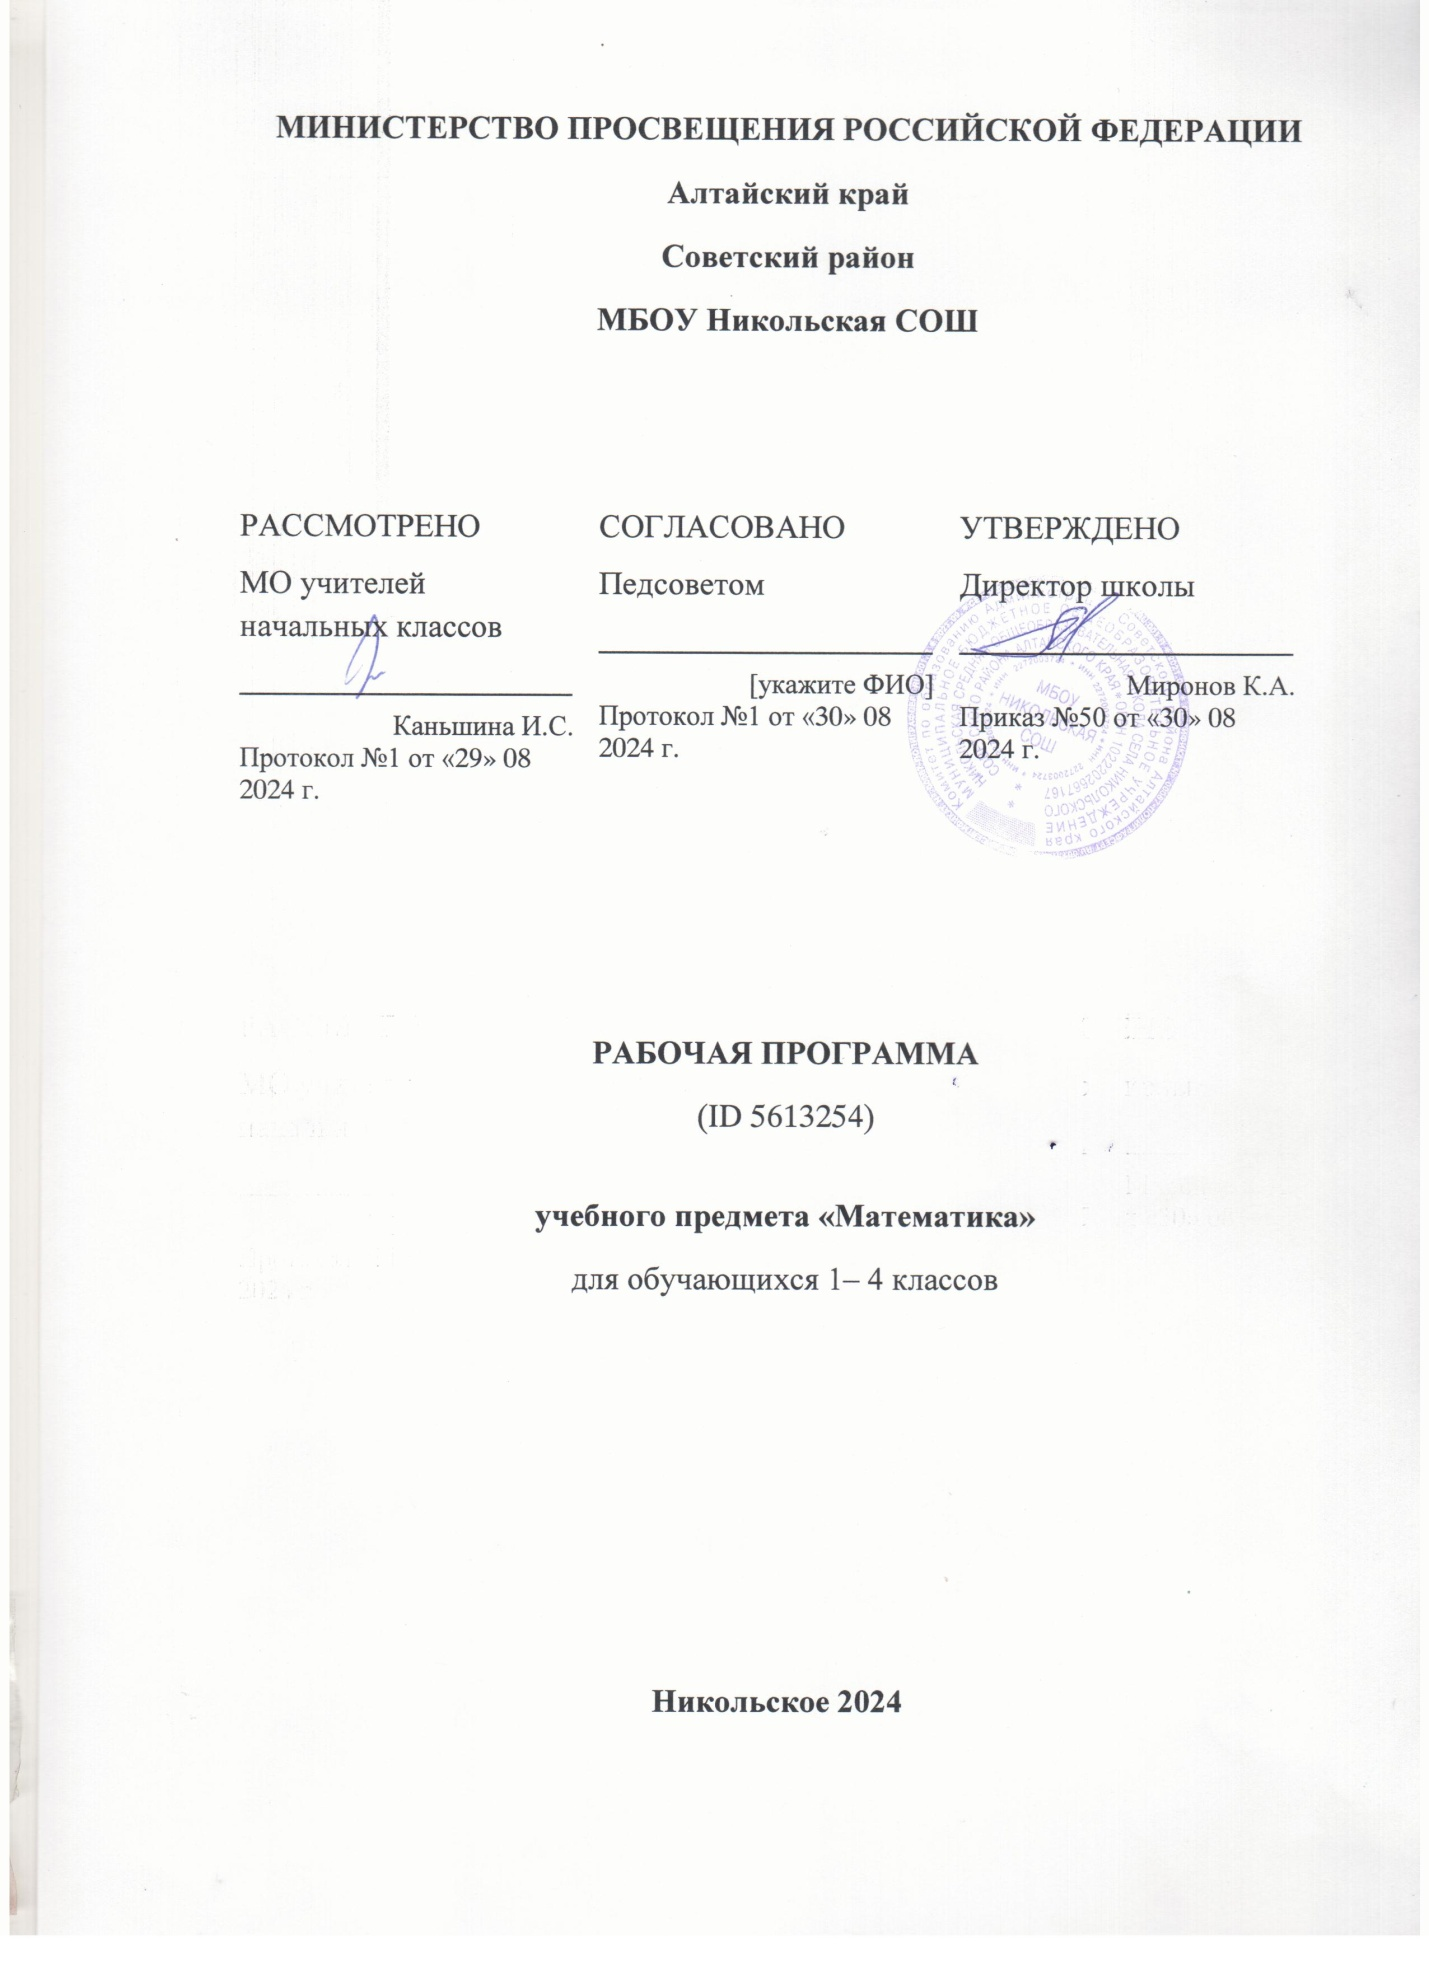 МИНИСТЕРСТВО ПРОСВЕЩЕНИЯ РОССИЙСКОЙ ФЕДЕРАЦИИ
Алтайский край
Советский район
МБОУ Никольская СОШ
РАССМОТРЕНО
МО учителей
начальных классов
Каньшина И.С.
Протокол №1 от «29» 08
2024 г.
СОГЛАСОВАНО
Педсоветом
[укажите ФИО]
Протокол №1 от «30» 08
2024 г.
УТВЕРЖДЕНО
Директор школы
Миронов К.А.
Приказ №50 от «30» 08
2024 г.
МБОУ
НИКОЛЬСКАЯ
СОШ
РАБОЧАЯ ПРОГРАММА
(ID 5613254)
учебного предмета «Математика»
для обучающихся 1– 4 классов
Никольское 2024